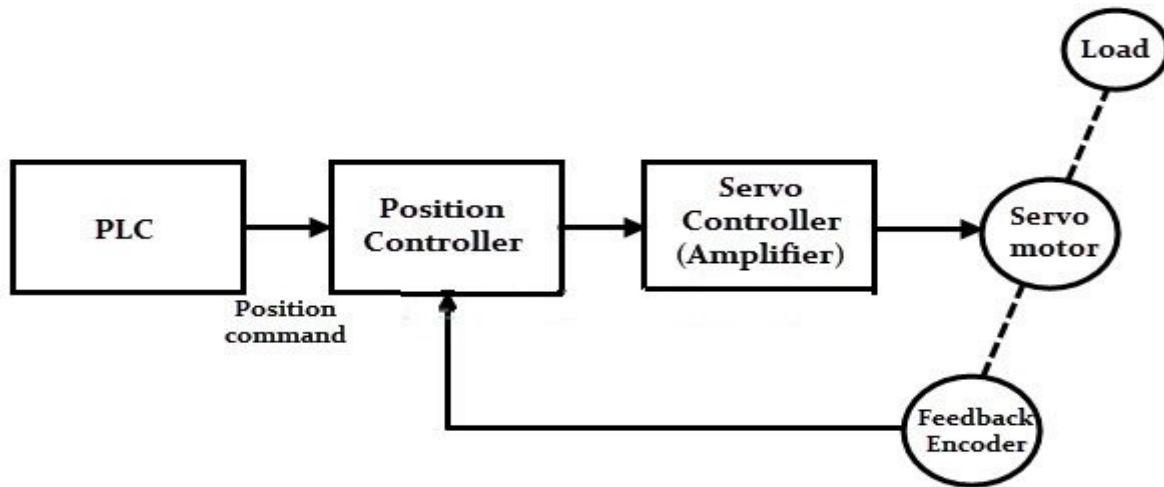 Load
PLC
Position
Controller
Servo
Controller
(Amplifier)
Servo
motor
Position
command
Feedback
Encoder